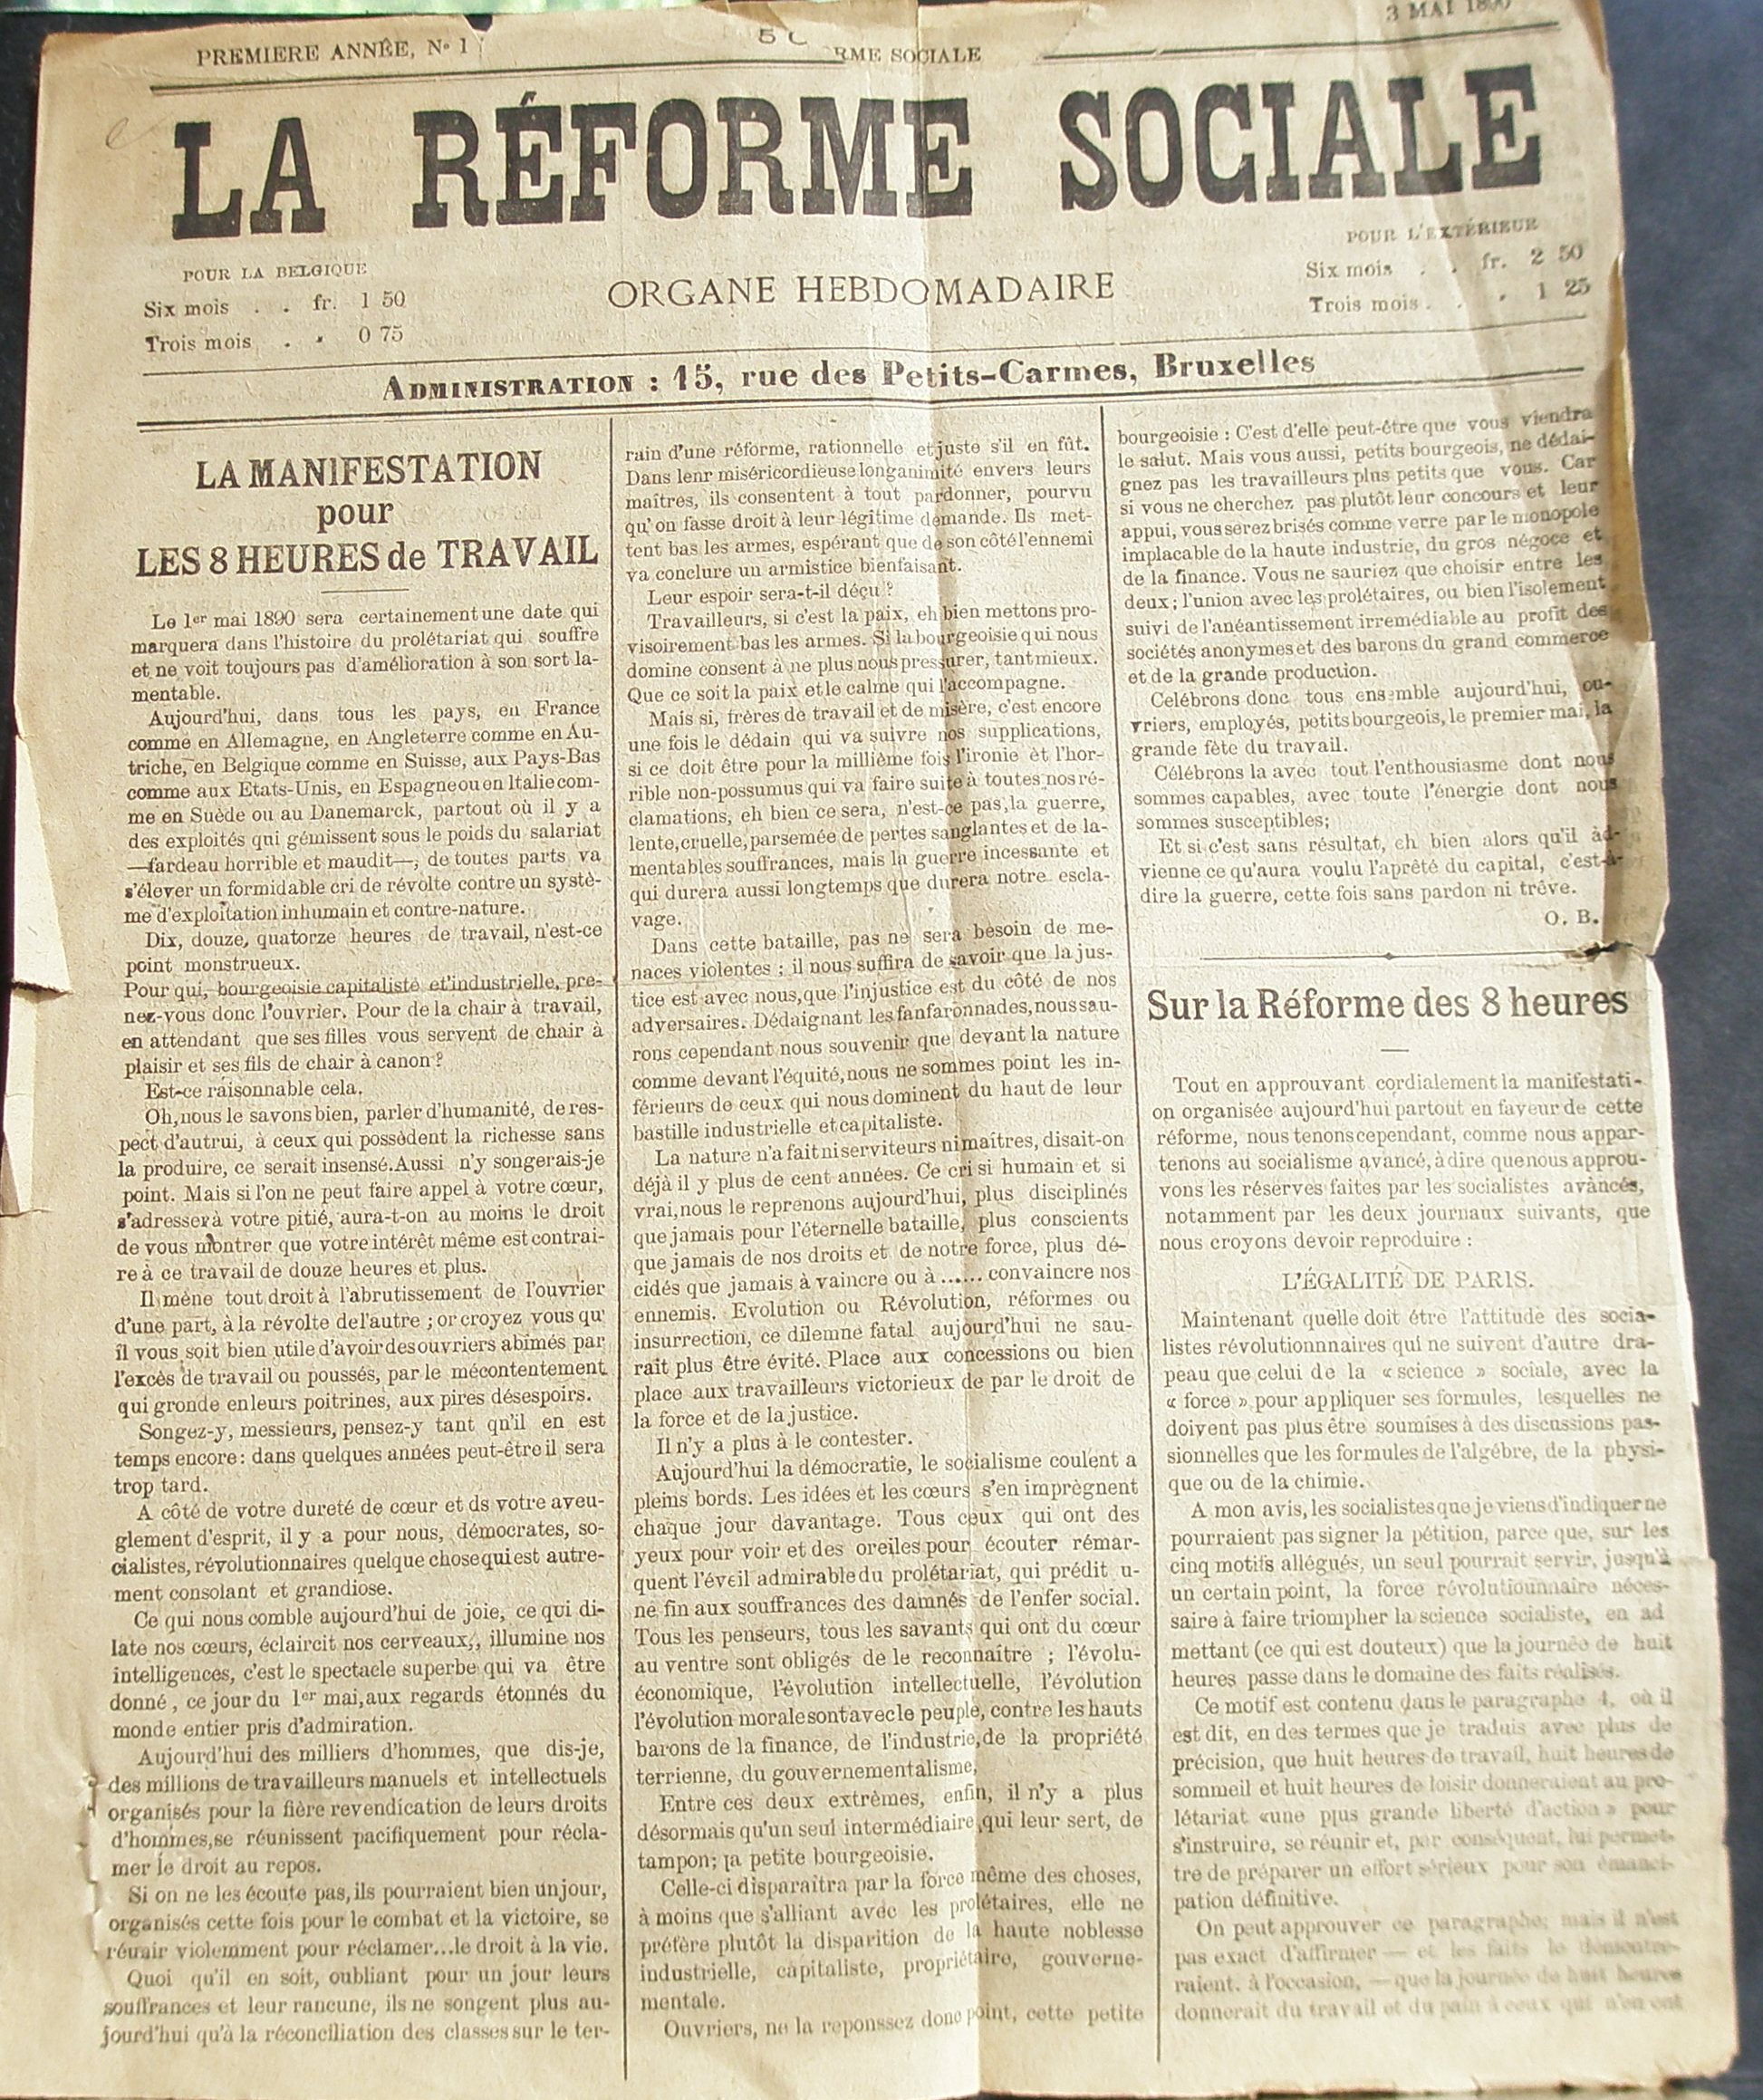 PREMIERE ANNÉE, No 1
RME SOCIALE
3 MAI 1890
LA RÉFORME SOCIALE
POUR LA BELGIQUE
Six mois . . fr. 1 50
Trois mois . " 0 75
ORGANE HEBDOMADAIRE
POUR L'EXTÉRIEUR
Six mois . . fr. 2 50
Trois mois . . " 1 25
ADMINISTRATION : 15, rue des Petits-Carmes, Bruxelles
LA MANIFESTATION
pour
LES 8 HEURES de TRAVAIL
Le 1er mai 1890 sera certainement une date qui
marquera dans l'histoire du prolétariat qui souffre
et ne voit toujours pas d'amélioration à son sort la-
mentable.
Aujourd'hui, dans tous les pays, en France
comme en Allemagne, en Angleterre comme en Au-
triche, en Belgique comme en Suisse, aux Pays-Bas
comme aux Etats-Unis, en Espagne ou en Italie com-
me en Suède ou au Danemarck, partout où il y a
des exploités qui gémissent sous le poids du salariat
—fardeau horrible et maudit—, de toutes parts va
s'élever un formidable cri de révolte contre un systè-
me d'exploitation inhumain et contre-nature.
Dix, douze, quatorze heures de travail, n'est-ce
point monstrueux.
Pour qui, bourgeoisie capitaliste et industrielle, pre-
nez-vous donc l'ouvrier. Pour de la chair à travail,
en attendant que ses filles vous servent de chair à
plaisir et ses fils de chair à canon ?
Est-ce raisonnable cela.
Oh, nous le savons bien, parler d'humanité, de res-
pect d'autrui, à ceux qui possèdent la richesse sans
la produire, ce serait insensé. Aussi n'y songerais-je
point. Mais si l'on ne peut faire appel à votre cœur,
s'adresser à votre pitié, aura-t-on au moins le droit
de vous montrer que votre intérêt même est contrai-
re à ce travail de douze heures et plus.
Il mène tout droit à l'abrutissement de l'ouvrier
d'une part, à la révolte de l'autre ; or croyez vous qu'
il vous soit bien utile d'avoir des ouvriers abîmés par
l'excès de travail ou poussés, par le mécontentement
qui gronde en leurs poitrines, aux pires désespoirs.
Songez-y, messieurs, pensez-y tant qu'il en est
temps encore : dans quelques années peut-être il sera
trop tard.
A côté de votre dureté de cœur et ds votre aveu-
glement d'esprit, il y a pour nous, démocrates, so-
cialistes, révolutionnaires quelque chose qui est autre-
ment consolant et grandiose.
Ce qui nous comble aujourd'hui de joie, ce qui di-
late nos cœurs, éclaircit nos cerveaux,, illumine nos
intelligences, c'est le spectacle superbe qui va être
donné , ce jour du 1er mai, aux regards étonnés du
monde entier pris d'admiration.
Aujourd'hui des milliers d'hommes, que dis-je,
des millions de travailleurs manuels et intellectuels
organisés pour la fière revendication de leurs droits
d'hommes, se réunissent pacifiquement pour récla-
mer le droit au repos.
Si on ne les écoute pas, ils pourraient bien un jour,
organisés cette fois pour le combat et la victoire, se
réunir violemment pour réclamer...le droit à la vie.
Quoi qu'il en soit, oubliant pour un jour leurs
souffrances et leur rancune, ils ne songent plus au-
jourd'hui qu'à la réconciliation des classes sur le ter-
rain d'une réforme, rationnelle et juste s'il en fût.
Dans lenr miséricordieuse longanimité envers leurs
maîtres, ils consentent à tout pardonner, pourvu
qu'on fasse droit à leur légitime demande. Ils met-
tent bas les armes, espérant que de son côté l'ennemi
va conclure un armistice bienfaisant.
Leur espoir sera-t-il déçu ?
Travailleurs, si c'est la paix, eh bien mettons pro-
visoirement bas les armes. Si la bourgeoisie qui nous
domine consent à ne plus nous pressurer, tant mieux.
Que ce soit la paix et le calme qui l'accompagne.
Mais si, frères de travail et de misère, c'est encore
une fois le dédain qui va suivre nos supplications,
si ce doit être pour la millième fois l'ironie èt l'hor-
rible non-possumus qui va faire suite à toutes nos ré-
clamations, eh bien ce sera, n'est-ce pas, la guerre,
lente, cruelle, parsemée de pertes sanglantes et de la-
mentables souffrances, mais la guerre incessante et
qui durera aussi longtemps que durera notre escla-
vage.
Dans cette bataille, pas ne sera besoin de me-
naces violentes ; il nous suffira de savoir que la jus-
tice est avec nous, que l'injustice est du côté de nos
adversaires. Dédaignant les fanfaronnades, nous sau-
rons cependant nous souvenir que devant la nature
comme devant l'équité, nous ne sommes point les in-
férieurs de ceux qui nous dominent du haut de leur
bastille industrielle et capitaliste.
La nature n'a fait ni serviteurs ni maîtres, disait-on
déjà il y plus de cent années. Ce cri si humain et si
vrai, nous le reprenons aujourd'hui, plus disciplinés
que jamais pour l'éternelle bataille, plus conscients
que jamais de nos droits et de notre force, plus dé-
cidés que jamais à vaincre ou à ...... convaincre nos
ennemis. Evolution ou Révolution, réformes ou
insurrection, ce dilemne fatal aujourd'hui ne sau-
rait plus être évité. Place aux concessions ou bien
place aux travailleurs victorieux de par le droit de
la force et de la justice.
Il n'y a plus à le contester.
Aujourd'hui la démocratie, le socialisme coulent a
pleins bords. Les idées et les cœurs s'en imprègnent
chaque jour davantage. Tous ceux qui ont des
yeux pour voir et des oreiles pour écouter rémar-
quent l'éveil admirable du prolétariat, qui prédit u-
ne fin aux souffrances des damnés de l'enfer social.
Tous les penseurs, tous les savants qui ont du cœur
au ventre sont obligés de le reconnaître ; l'évolu-
économique, l'évolution intellectuelle, l'évolution
l'évolution morale sont avec le peuple, contre les hauts
barons de la finance, de l'industrie, de la propriété
terrienne, du gouvernementalisme,
Entre ces deux extrèmes, enfin, il n'y a plus
désormais qu'un seul intermédiaire, qui leur sert, de
tampon; la petite bourgeoisie.
Celle-ci disparaîtra par la force même des choses,
à moins que s'alliant avec les prolétaires, elle ne
préfère plutôt la disparition de la haute noblesse
industrielle, capitaliste, propriétaire, gouverne-
mentale.
Ouvriers, ne la reponssez donc point, cette petite
bourgeoisie : C'est d'elle peut-être que vous viendra
le salut. Mais vous aussi, petits bourgeois, ne dédai-
gnez pas les travailleurs plus petits que vous. Car
si vous ne cherchez pas plutôt leur concours et leur
appui, vous serez brisés comme verre par le monopole
implacable de la haute industrie, du gros négoce et
de la finance. Vous ne sauriez que choisir entre les
deux ; l'union avec les prolétaires, ou bien l'isolement
suivi de l'anéantissement irremédiable au profit des
sociétés anonymes et des barons du grand commerce
et de la grande production.
Celébrons donc tous ensemble aujourd'hui, ou-
vriers, employés, petits bourgeois, le premier mai, la
grande fête du travail.
Célébrons la avec tout l'enthousiasme dont nous
sommes capables, avec toute l'énergie dont nous
sommes susceptibles;
Et si c'est sans résultat, eh bien alors qu'il ad-
vienne ce qu'aura voulu l'aprêté du capital, c'est-à-
dire la guerre, cette fois sans pardon ni trêve.
O. B.
Sur la Réforme des 8 heures
Tout en approuvant cordialement la manifestati-
on organisée aujourd'hui partout en faveur de cette
réforme, nous tenons cependant, comme nous appar-
tenons au socialisme avancé, à dire que nous approu-
vons les réserves faites par les socialistes avancés,
notamment par les deux journaux suivants, que
nous croyons devoir reproduire :
L'ÉGALITÉ DE PARIS.
Maintenant quelle doit étre l'attitude des socia-
listes révolutionnnaires qui ne suivent d'autre dra-
peau que celui de la « science » sociale, avec la
« force » pour appliquer ses formules, lesquelles ne
doivent pas plus être soumises à des discussions pas-
sionnelles que les formules de l'algébre, de la physi-
que ou de la chimie.
A mon avis, les socialistes que je viens d'indiquer ne
pourraient pas signer la pétition, parce que, sur les
cinq motifs allégués, un seul pourrait servir, jusqu'à
un certain point, la force révolutionnaire néces-
saire à faire triompher la science socialiste, en ad
mettant (ce qui est douteux) que la journée de huit
heures passe dans le domaine des faits réalisés.
Ce motif est contenu dans le paragraphe 4, où il
est dit, en des termes que je traduis avec plus de
précision, que huit heures de travail, huit heures de
sommeil et huit heures de loisir donneraient au pro-
létariat «une plus grande liberté d'action » pour
s'instruire, se réunir et, par conséquent, lui permet-
tre de préparer un effort sérieux pour son émanci-
pation définitive.
On peut approuver ce paragraphe; mais il n'est
pas exact d'affirmer — et les faits le démontre-
raient. à l'occasion, — que la journée de huit heures
donnerait du travail et du pain à ceux qui n'en ont